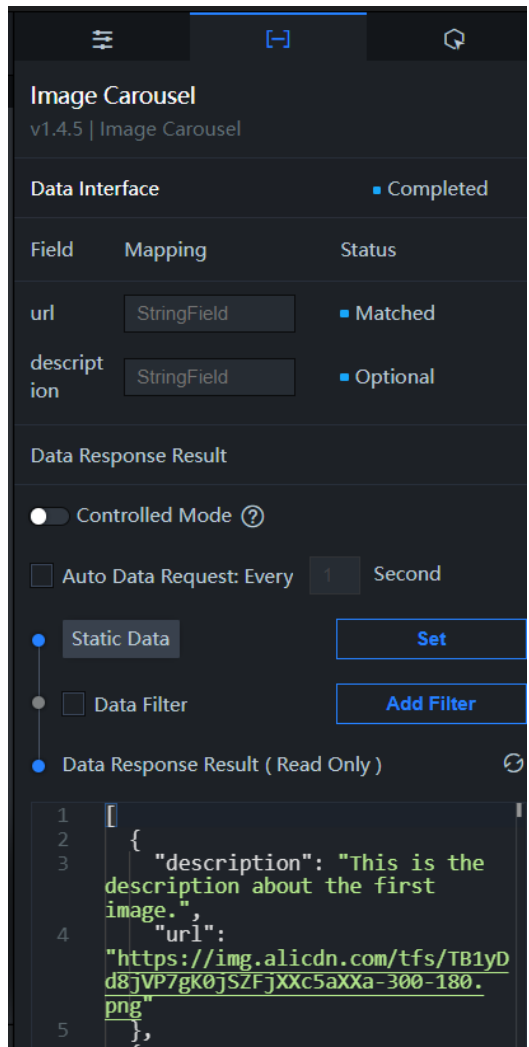 Image Carousel
v1.4.5 | Image Carousel
Data Interface Completed
Field Mapping Status
url StringField Matched
descript
ion StringField Optional
Data Response Result
Controlled Mode ?
Auto Data Request: Every 1 Second
Static Data Set
Data Filter Add Filter
Data Response Result ( Read Only )
1 [
2 {
3 "description": "This is the
description about the first
image.",
4 "url":
"https://img.alicdn.com/tfs/TB1yD
d8jVP7gK0jSZFjXXc5aXXa-300-180.
png"
5 },